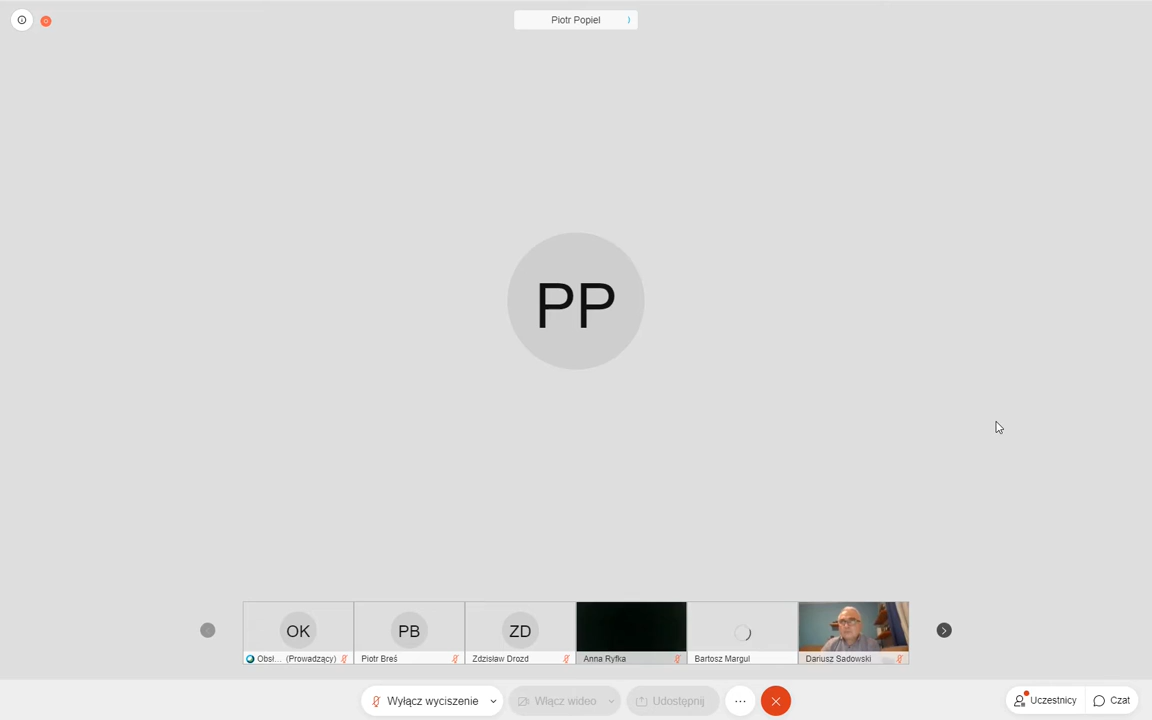 Piotr Popiel
PP
OK
PB
ZD
Obsł... (Prowadzący)
Piotr Breś
Zdzisław Drozd
Anna Ryfka
Bartosz Margul
Dariusz Sadowski
Wyłącz wyciszenie
Włącz wideo
Udostępnij
Uczestnicy
Czat